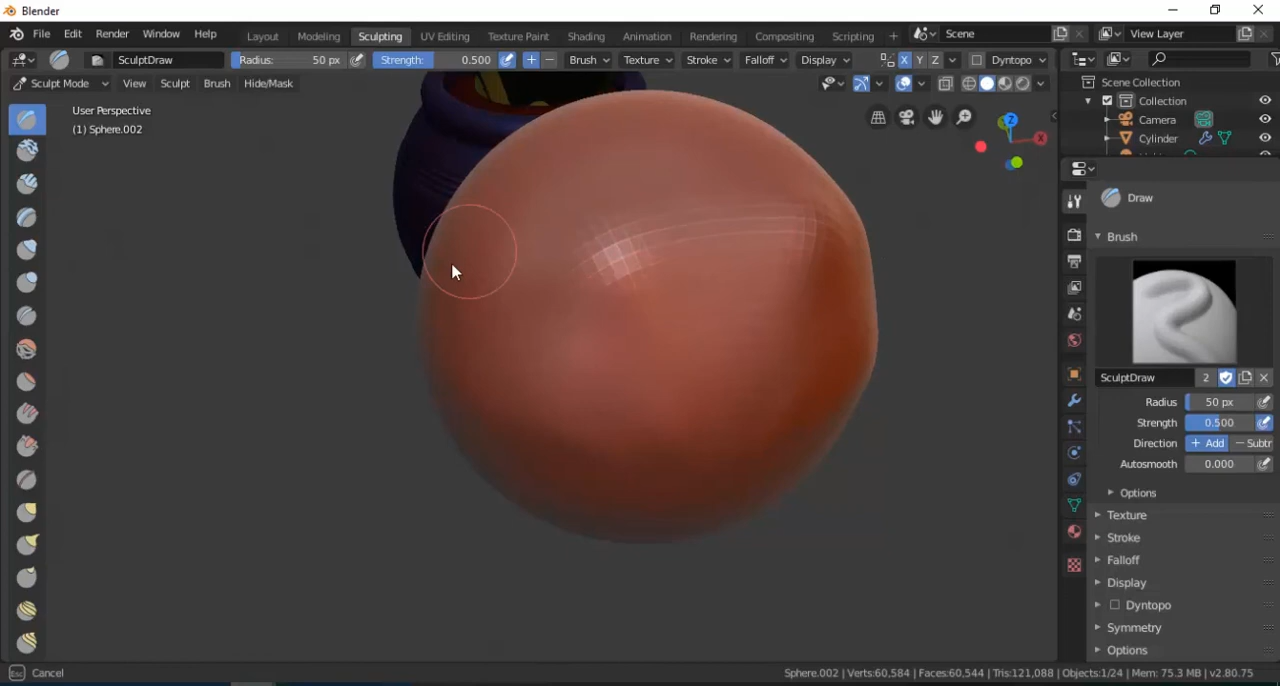 Blender
File Edit Render Window Help Layout Modeling Sculpting UV Editing Texture Paint Shading Animation Rendering Compositing Scripting + Scene View Layer
SculptDraw Radius: 50 px Strength: 0.500 Brush Texture Stroke Falloff Display X Y Z Dyntopo
Sculpt Mode View Sculpt Brush Hide/Mask
Scene Collection
Collection
Camera
Cylinder
User Perspective
(1) Sphere.002
Z
X
Draw
Brush
SculptDraw 2
Radius 50 px
Strength 0.500
Direction + Add − Subtr
Autosmooth 0.000
Options
Texture
Stroke
Falloff
Display
Dyntopo
Symmetry
Options
Esc Cancel Sphere.002 | Verts:60,584 | Faces:60,544 | Tris:121,088 | Objects:1/24 | Mem: 75.3 MB | v2.80.75